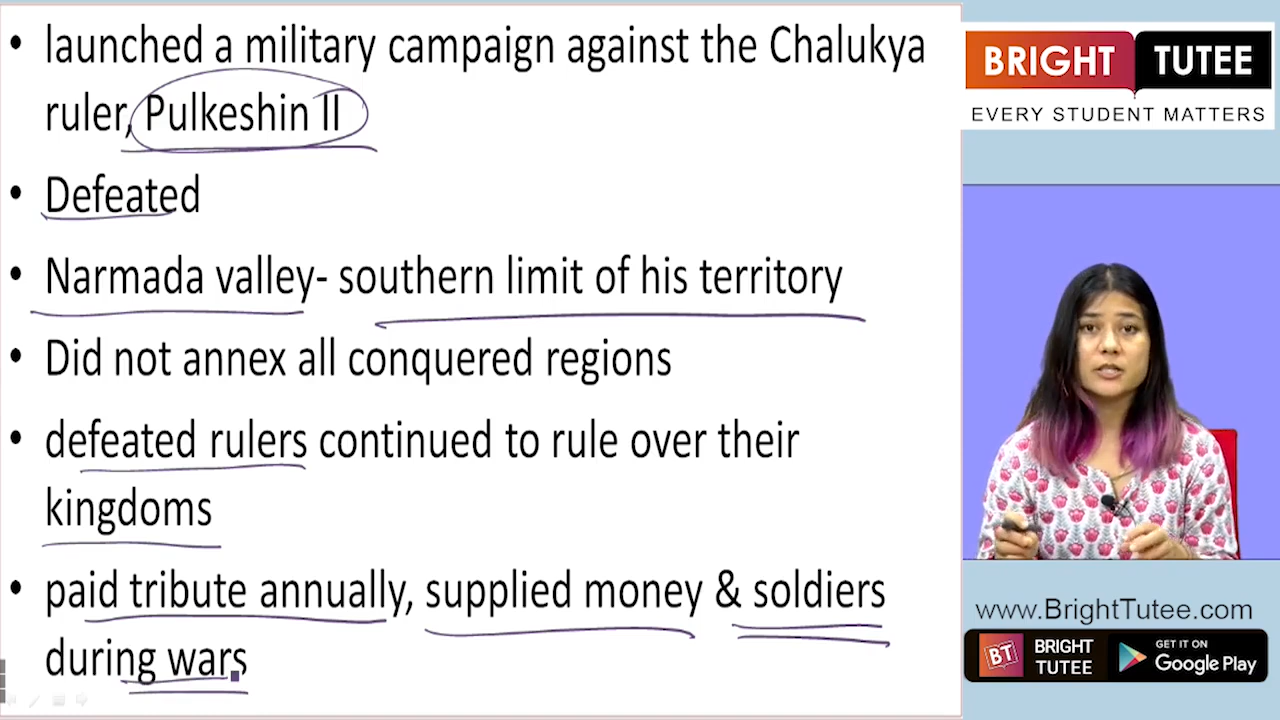 • launched a military campaign against the Chalukya
ruler, Pulkeshin II
• Defeated
• Narmada valley- southern limit of his territory
• Did not annex all conquered regions
• defeated rulers continued to rule over their
kingdoms
• paid tribute annually, supplied money & soldiers
during wars
BRIGHT TUTEE
EVERY STUDENT MATTERS
www.BrightTutee.com
BT BRIGHT TUTEE
GET IT ON
Google Play